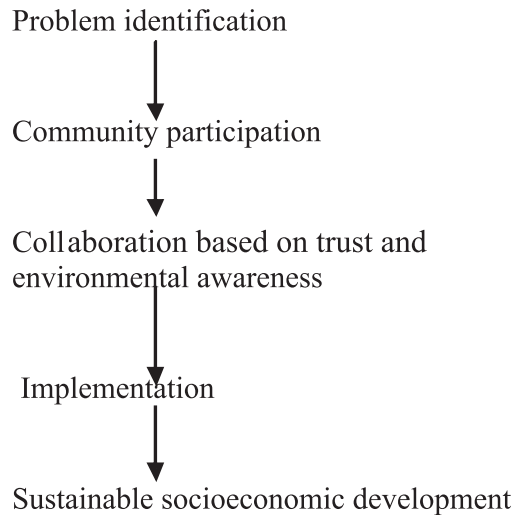 Problem identification
Community participation
Collaboration based on trust and
environmental awareness
Implementation
Sustainable socioeconomic development